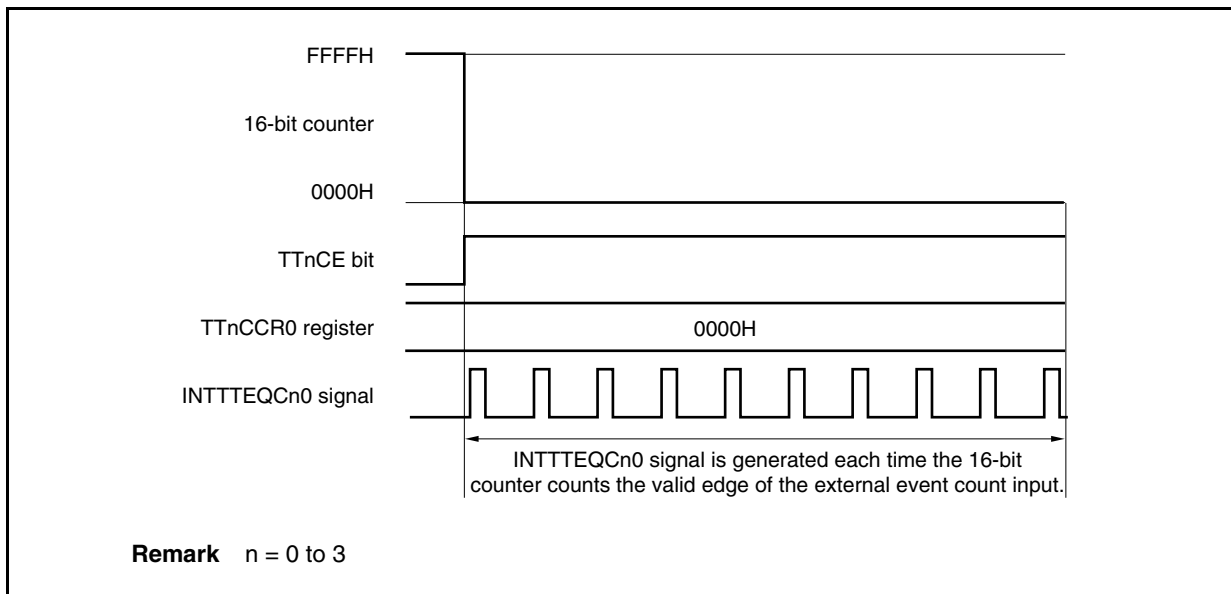 FFFFH
16-bit counter
0000H
TTnCE bit
TTnCCR0 register
0000H
INTTTEQCn0 signal
INTTTEQCn0 signal is generated each time the 16-bit
counter counts the valid edge of the external event count input.
Remark n = 0 to 3